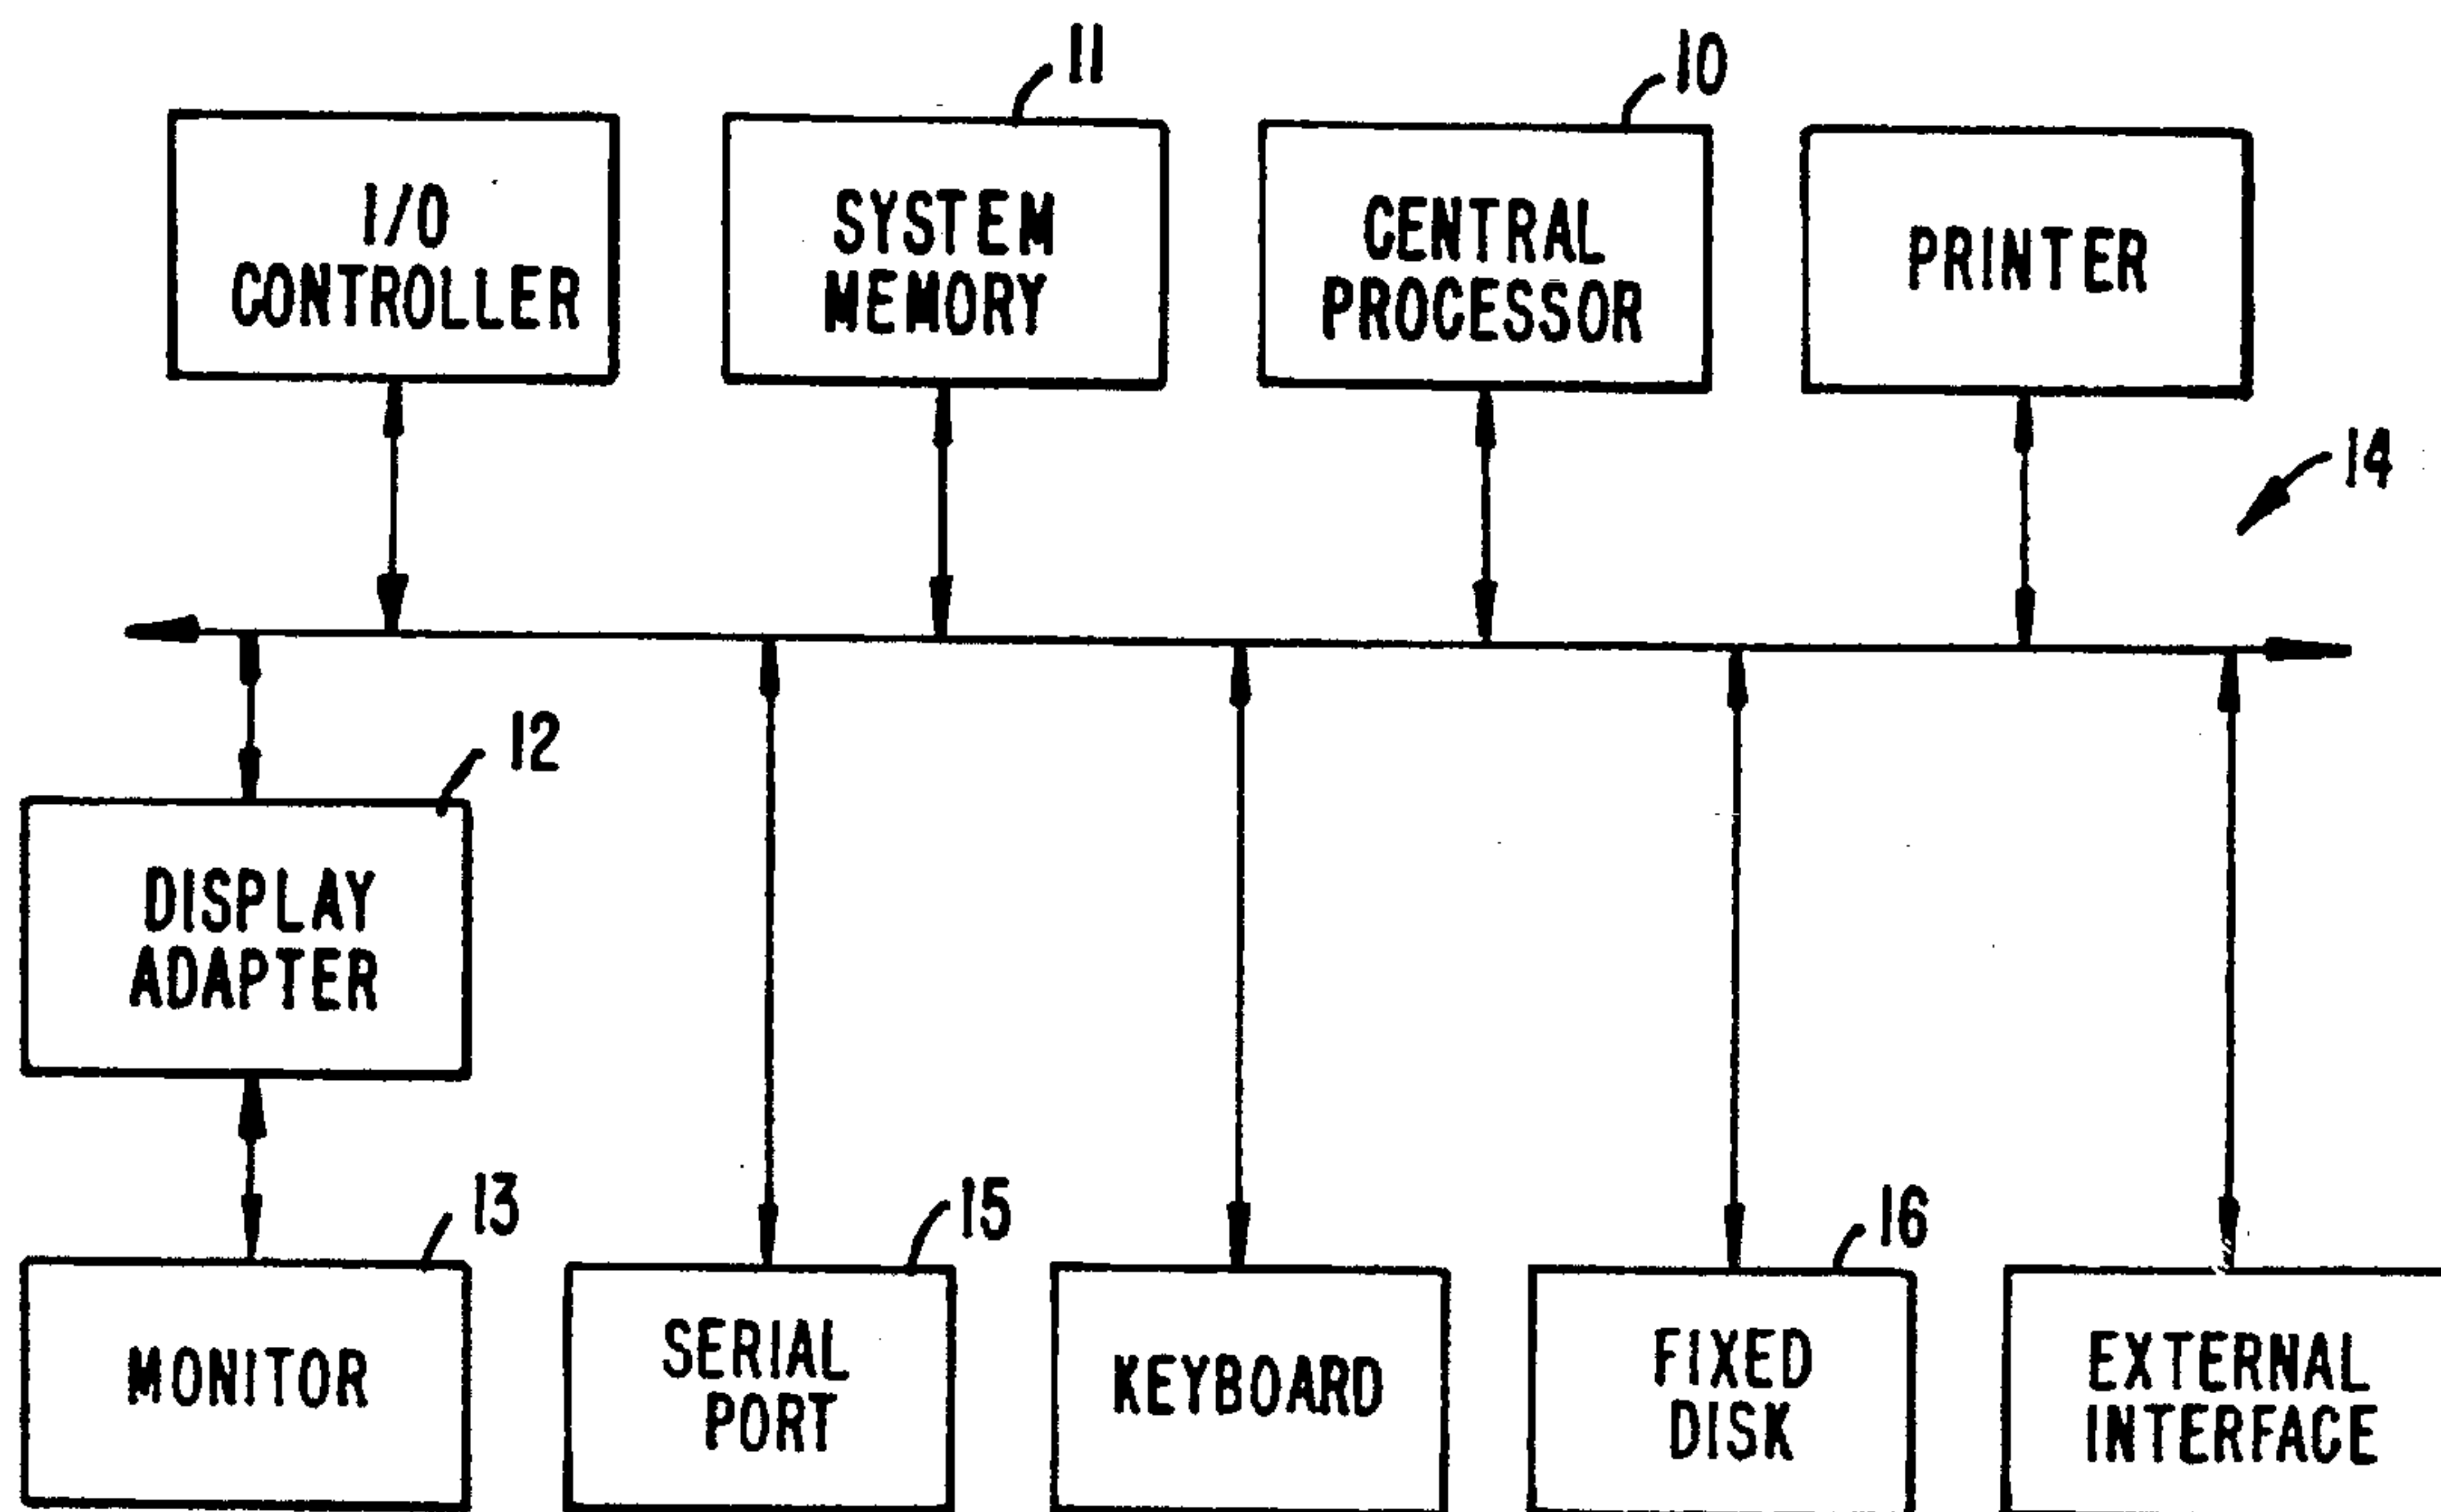 11
10
I/O
CONTROLLER
SYSTEM
MEMORY
CENTRAL
PROCESSOR
PRINTER
14
12
DISPLAY
ADAPTER
13
15
16
MONITOR
SERIAL
PORT
KEYBOARD
FIXED
DISK
EXTERNAL
INTERFACE